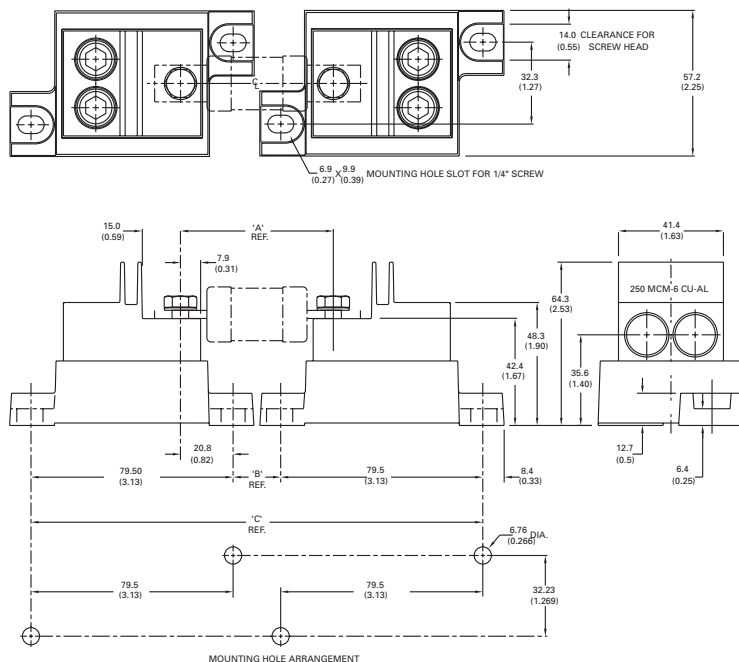 14.0 CLEARANCE FOR
(0.55) SCREW HEAD
32.3
(1.27)
57.2
(2.25)
CL
6.9 X 9.9 MOUNTING HOLE SLOT FOR 1/4" SCREW
(0.27) (0.39)
15.0
(0.59)
'A'
REF.
7.9
(0.31)
41.4
(1.63)
250 MCM-6 CU-AL
64.3
(2.53)
48.3
(1.90)
42.4
(1.67)
35.6
(1.40)
20.8
(0.82)
12.7
(0.5)
6.4
(0.25)
79.50
(3.13)
'B'
REF.
79.5
(3.13)
8.4
(0.33)
'C'
REF.
6.76 DIA.
(0.266)
79.5
(3.13)
79.5
(3.13)
32.23
(1.269)
MOUNTING HOLE ARRANGEMENT